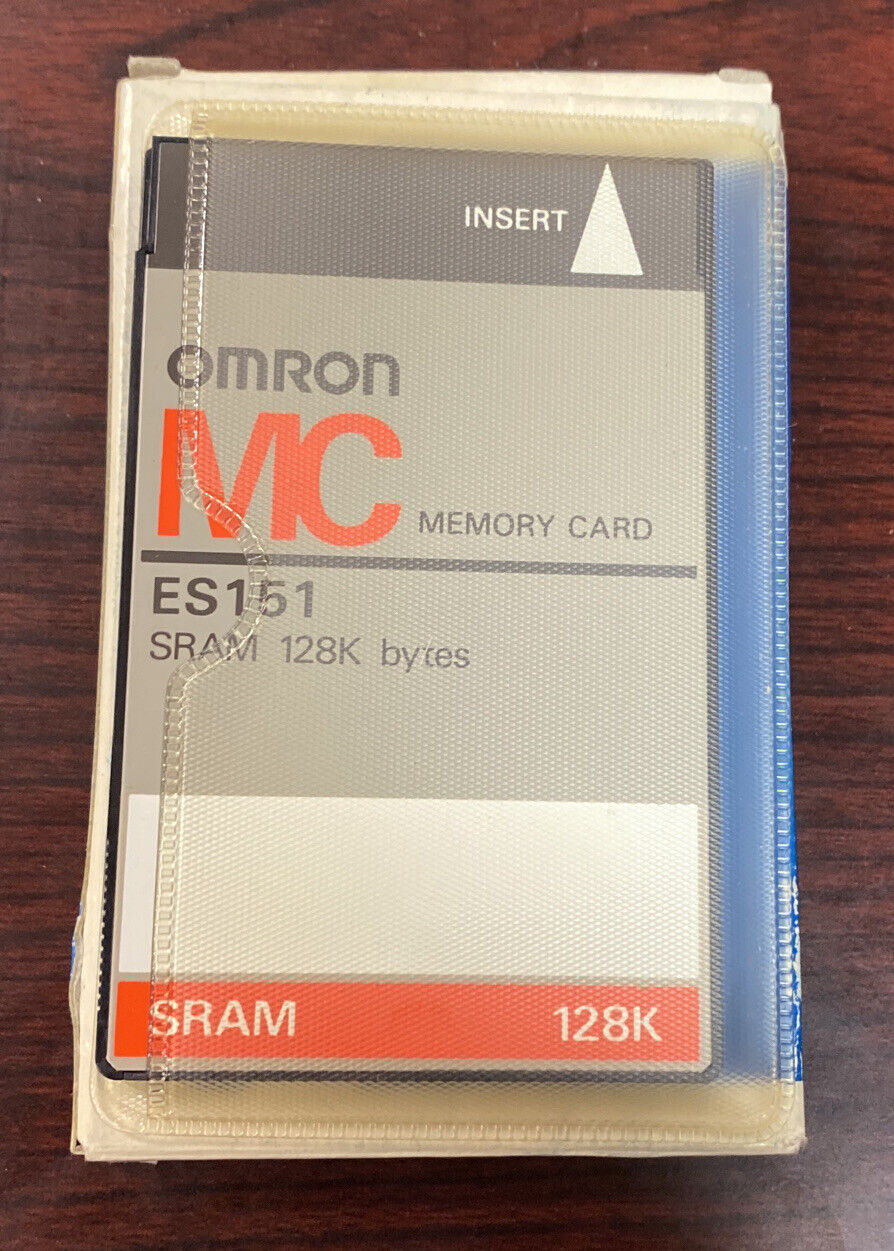 INSERT
omron
MC MEMORY CARD
ES151
SRAM 128K bytes
SRAM 128K